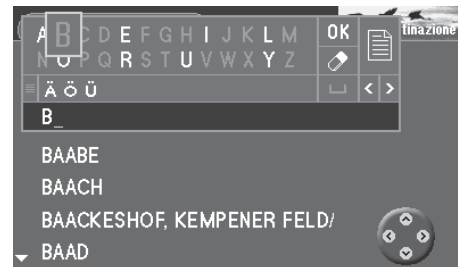 tinazione
A B C D E F G H I J K L M OK
N O P Q R S T U V W X Y Z
Ä Ö Ü < >
B_
BAABE
BAACH
BAACKESHOF, KEMPENER FELD/
BAAD